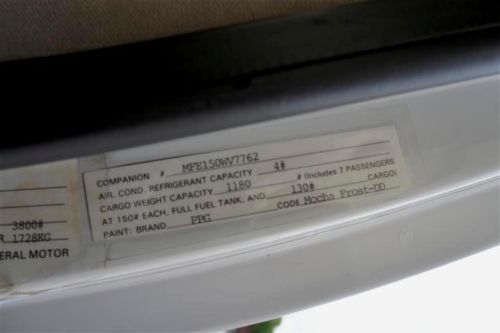 COMPANION # MFE150WV7762
AIR. COND. REFRIGERANT CAPACITY 4#
CARGO WEIGHT CAPACITY 1180 # (Includes 7 PASSENGERS
AT 150# EACH, FULL FUEL TANK, AND 130# CARGO)
PAINT: BRAND PPG CODE Mocha Frost-DD
3800#
R 1728KG
ERAL MOTOR